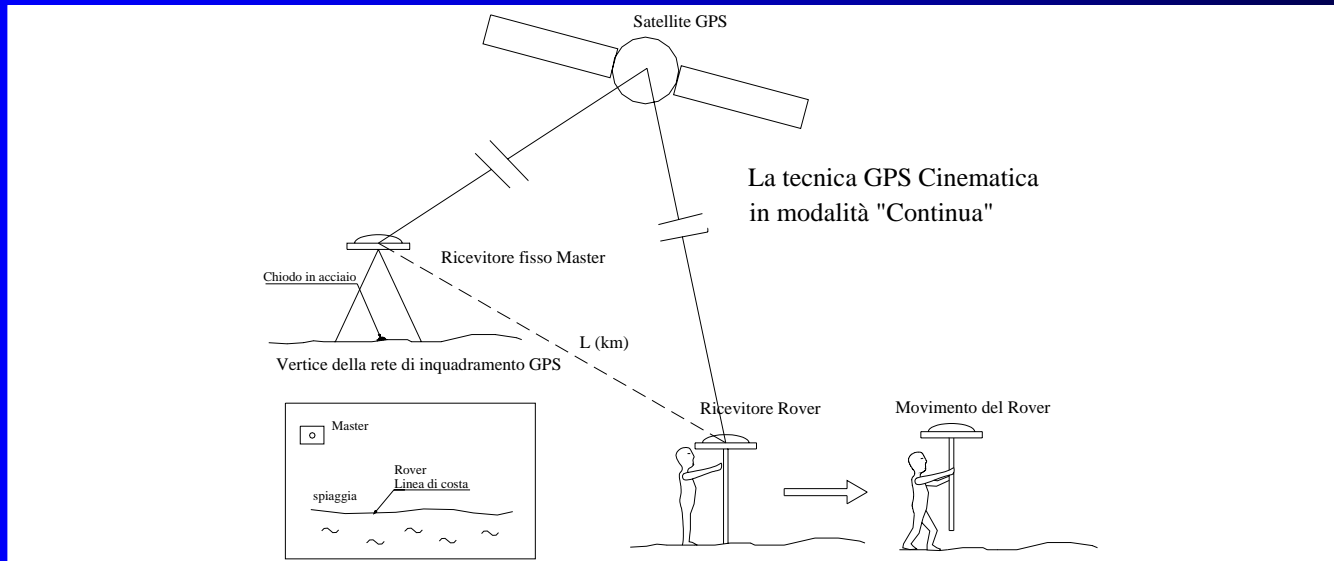 Satellite GPS
La tecnica GPS Cinematica
in modalità "Continua"
Ricevitore fisso Master
Chiodo in acciaio
L (km)
Vertice della rete di inquadramento GPS
Ricevitore Rover
Movimento del Rover
Master
Rover
Linea di costa
spiaggia